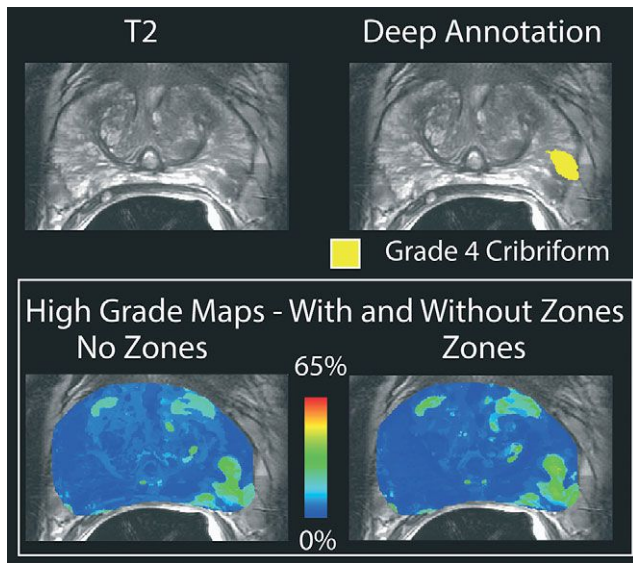 T2
Deep Annotation
Grade 4 Cribriform
High Grade Maps - With and Without Zones
No Zones
Zones
65%
0%